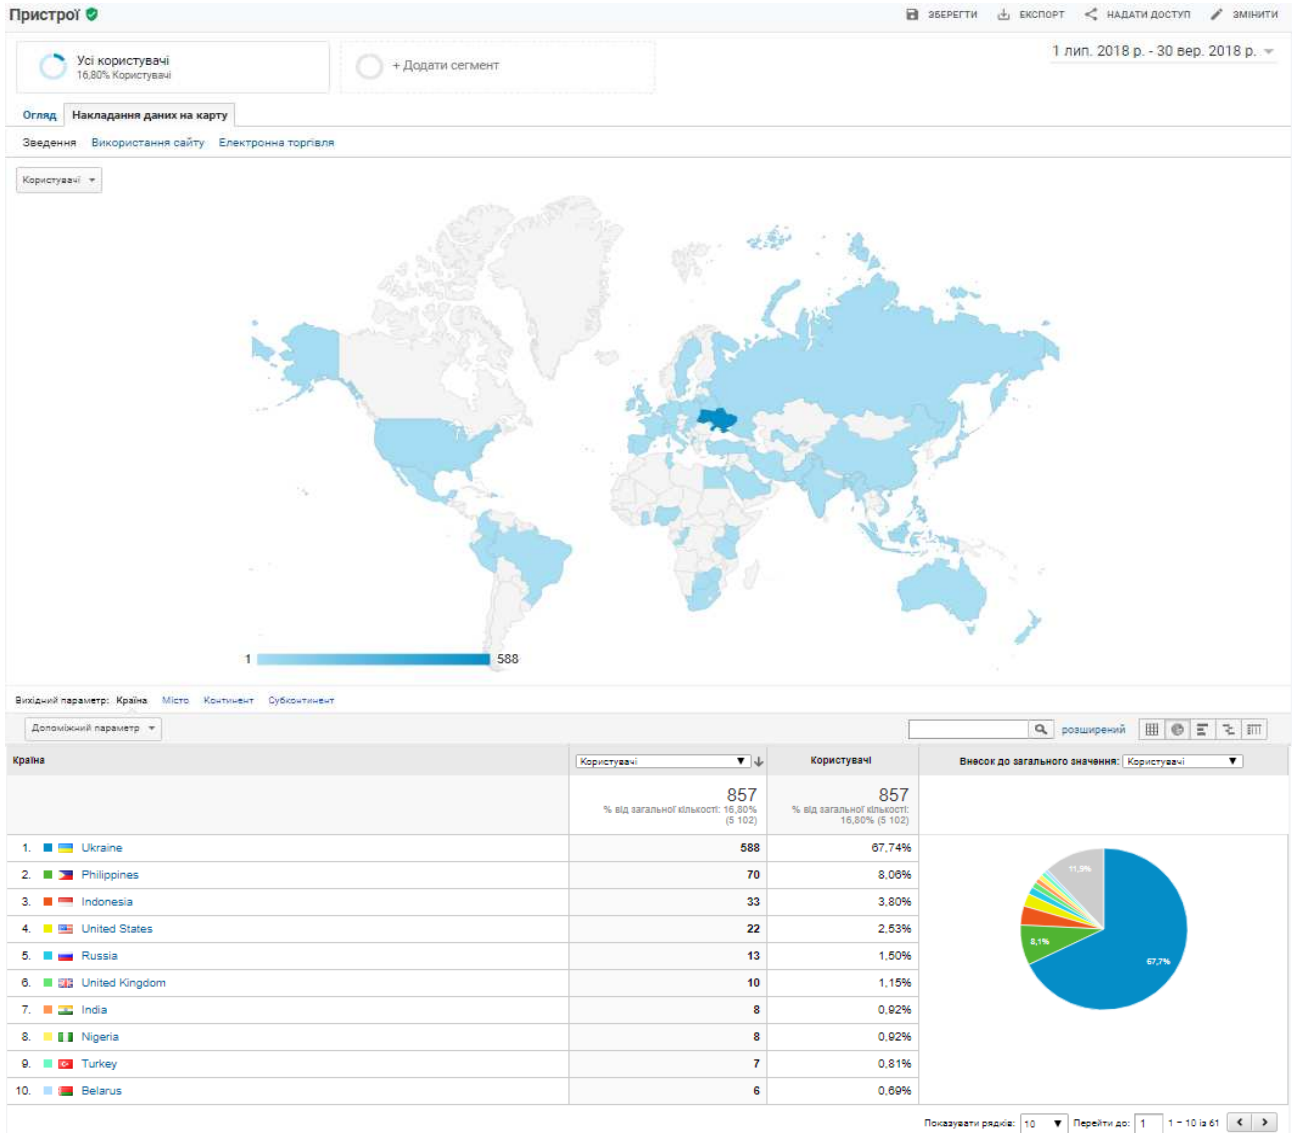 Пристрої
ЗБЕРЕГТИ ЕКСПОРТ НАДАТИ ДОСТУП ЗМІНИТИ
Усі користувачі
16,80% Користувачі
+ Додати сегмент
1 лип. 2018 р. - 30 вер. 2018 р.
Огляд Накладання даних на карту
Зведення Використання сайту Електронна торгівля
Користувачі
1 588
Вихідний параметр: Країна Місто Континент Субконтинент
Допоміжний параметр
розширений
Країна Користувачі Користувачі Внесок до загального значення: Користувачі
857 857
% від загальної кількості: 16,80% % від загальної кількості:
(5 102) 16,80% (5 102)
1. Ukraine 588 67,74%
2. Philippines 70 8,06%
3. Indonesia 33 3,80%
4. United States 22 2,53%
5. Russia 13 1,50%
6. United Kingdom 10 1,15%
7. India 8 0,92%
8. Nigeria 8 0,92%
9. Turkey 7 0,81%
10. Belarus 6 0,69%
11,9%
8,1%
67,7%
Показувати рядків: 10 Перейти до: 1 1 – 10 із 61